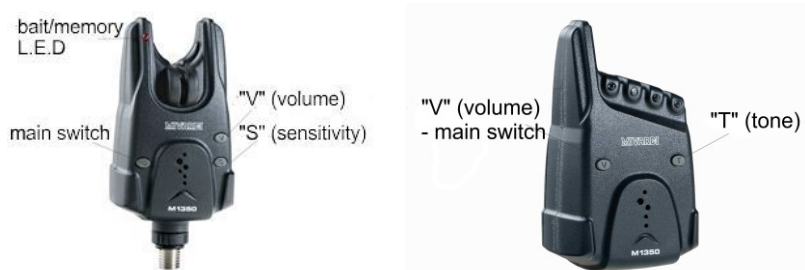 bait/memory
L.E.D
"V" (volume)
"S" (sensitivity)
main switch
MIVARDI
M1350
"V" (volume)
- main switch
"T" (tone)
MIVARDI
V
T
M1350